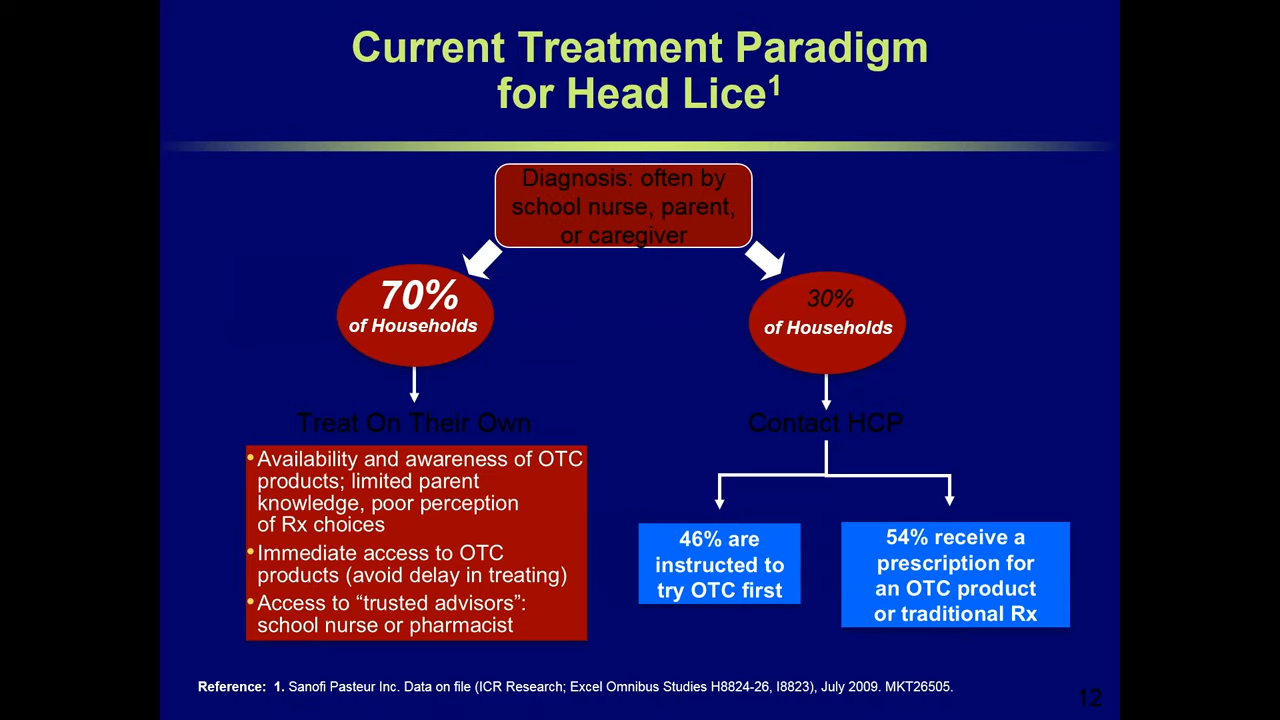 Current Treatment Paradigm
for Head Lice1
Diagnosis: often by
school nurse, parent,
or caregiver
70%
of Households
30%
of Households
Treat On Their Own
•Availability and awareness of OTC
products; limited parent
knowledge, poor perception
of Rx choices
•Immediate access to OTC
products (avoid delay in treating)
•Access to “trusted advisors”:
school nurse or pharmacist
Contact HCP
46% are
instructed to
try OTC first
54% receive a
prescription for
an OTC product
or traditional Rx
Reference: 1. Sanofi Pasteur Inc. Data on file (ICR Research; Excel Omnibus Studies H8824-26, I8823), July 2009. MKT26505.
12